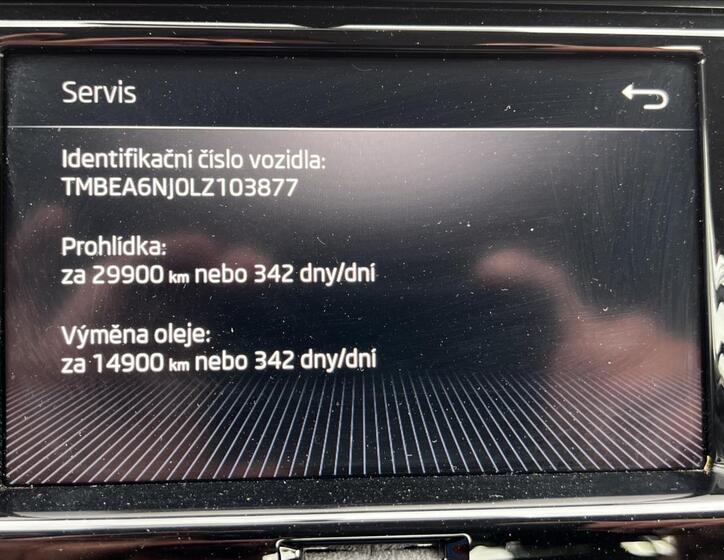 Servis
Identifikační číslo vozidla:
TMBEA6NJ0LZ103877
Prohlídka:
za 29900 km nebo 342 dny/dní
Výměna oleje:
za 14900 km nebo 342 dny/dní